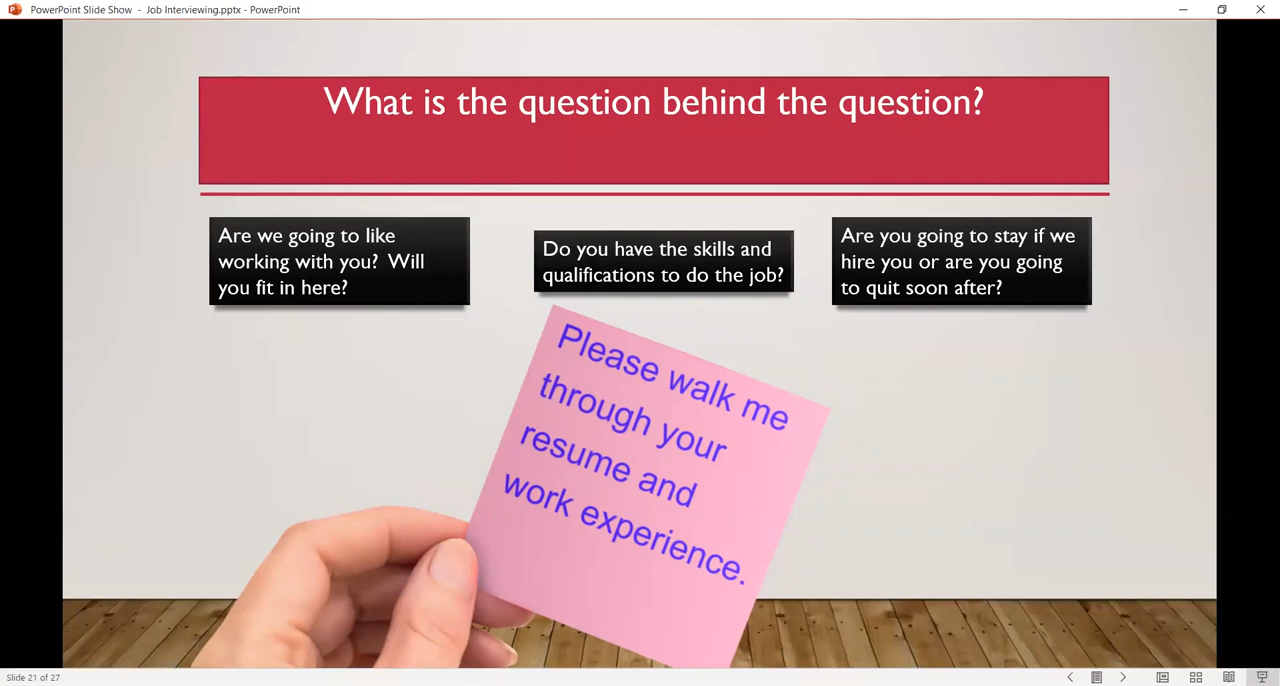 PowerPoint Slide Show - Job Interviewing.pptx - PowerPoint
What is the question behind the question?
Are we going to like
working with you? Will
you fit in here?
Do you have the skills and
qualifications to do the job?
Are you going to stay if we
hire you or are you going
to quit soon after?
Please walk me
through your
resume and
work experience.
Slide 21 of 27